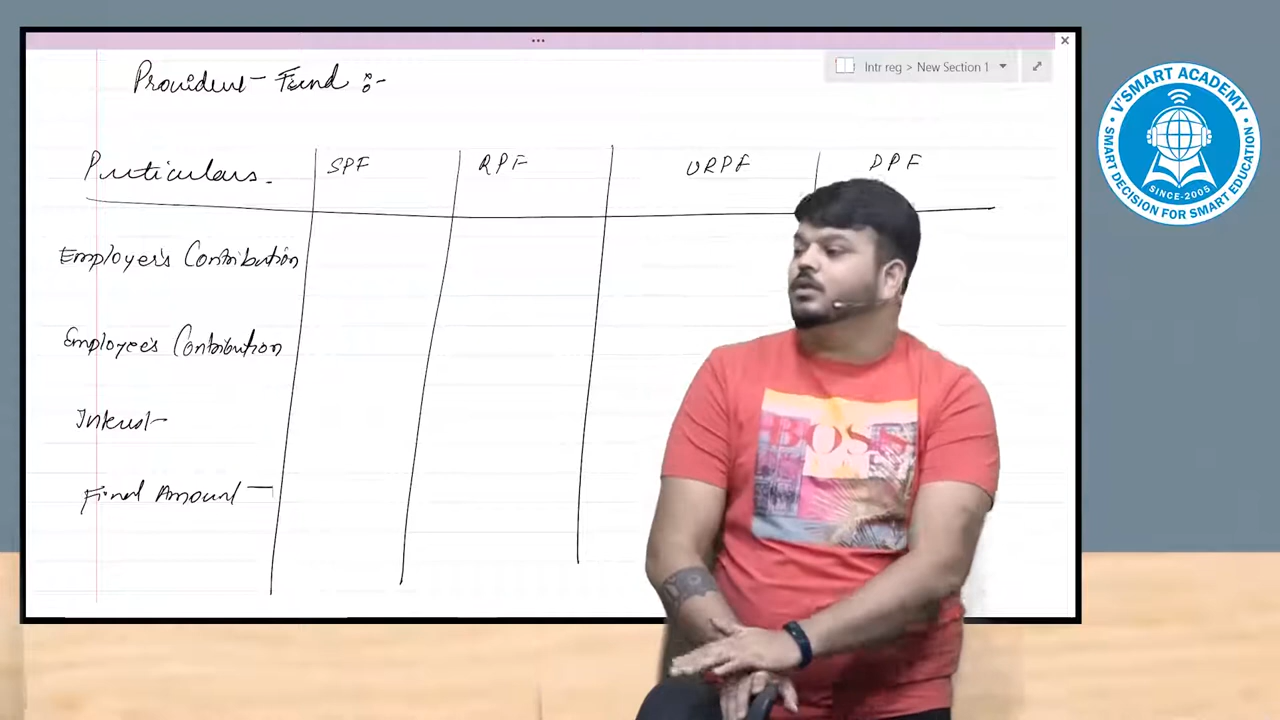 Provident Fund :-
Intr reg > New Section 1
Particulars. SPF RPF URPF PPF
Employer's Contribution
Employee's Contribution
Interest
Final Amount
BOSS
V'SMART ACADEMY
SMART DECISION FOR SMART EDUCATION
SINCE-2005